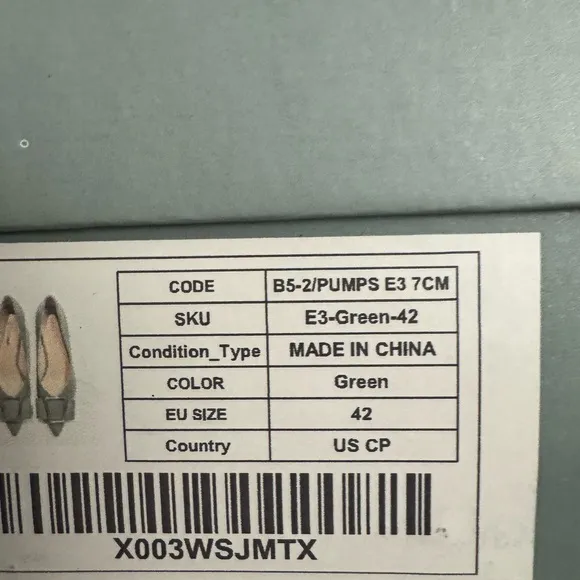 CODE B5-2/PUMPS E3 7CM
SKU E3-Green-42
Condition_Type MADE IN CHINA
COLOR Green
EU SIZE 42
Country US CP
X003WSJMTX